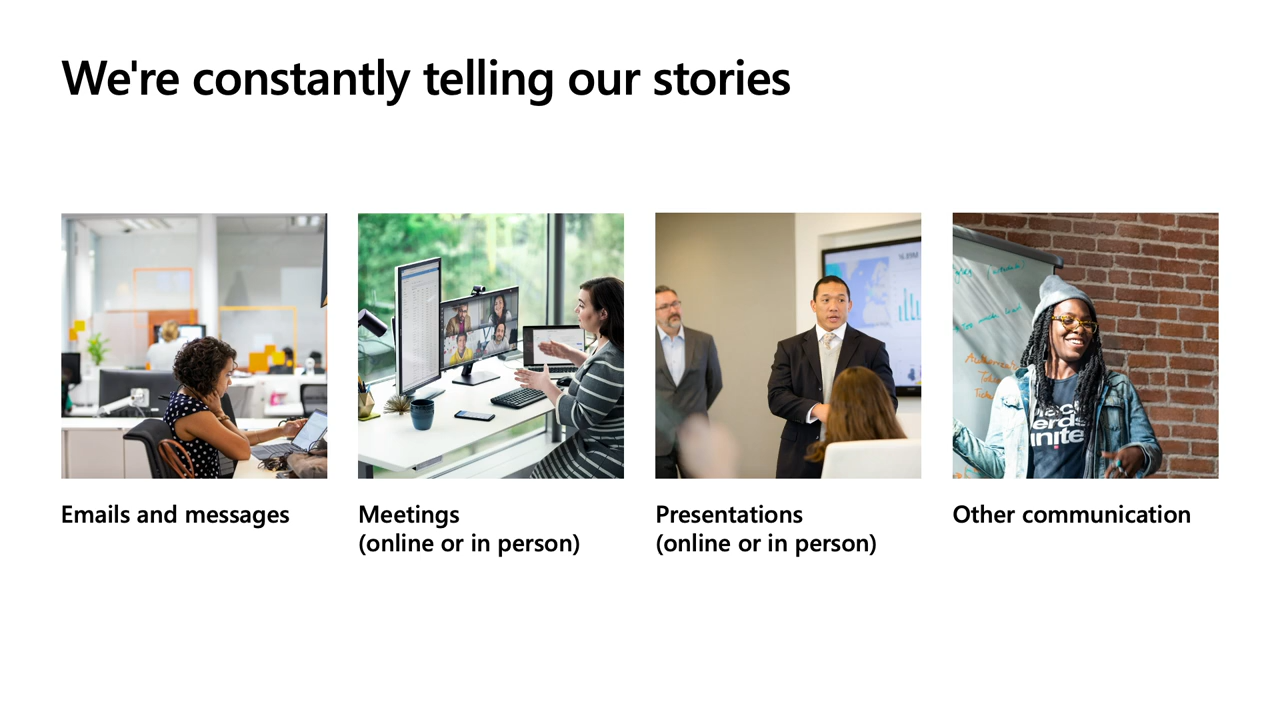 We're constantly telling our stories
Emails and messages
Meetings
(online or in person)
Presentations
(online or in person)
Other communication